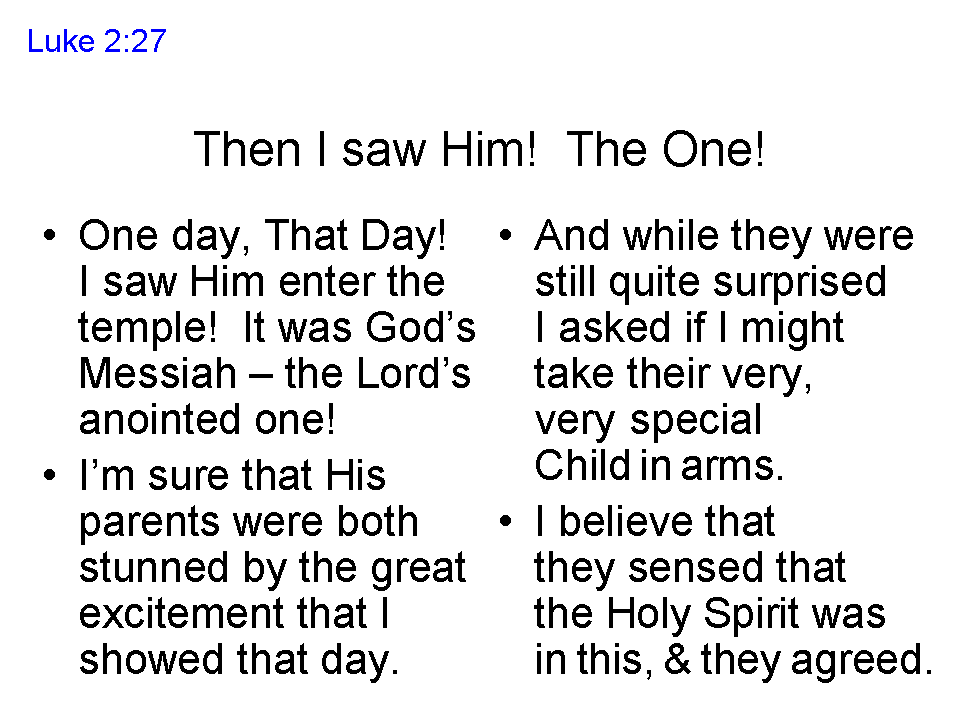 Luke 2:27
Then I saw Him!  The One!
• One day, That Day!
I saw Him enter the
temple!  It was God’s
Messiah – the Lord’s
anointed one!
• I’m sure that His
parents were both
stunned by the great
excitement that I
showed that day.
• And while they were
still quite surprised
I asked if I might
take their very,
very special
Child in arms.
• I believe that
they sensed that
the Holy Spirit was
in this, & they agreed.